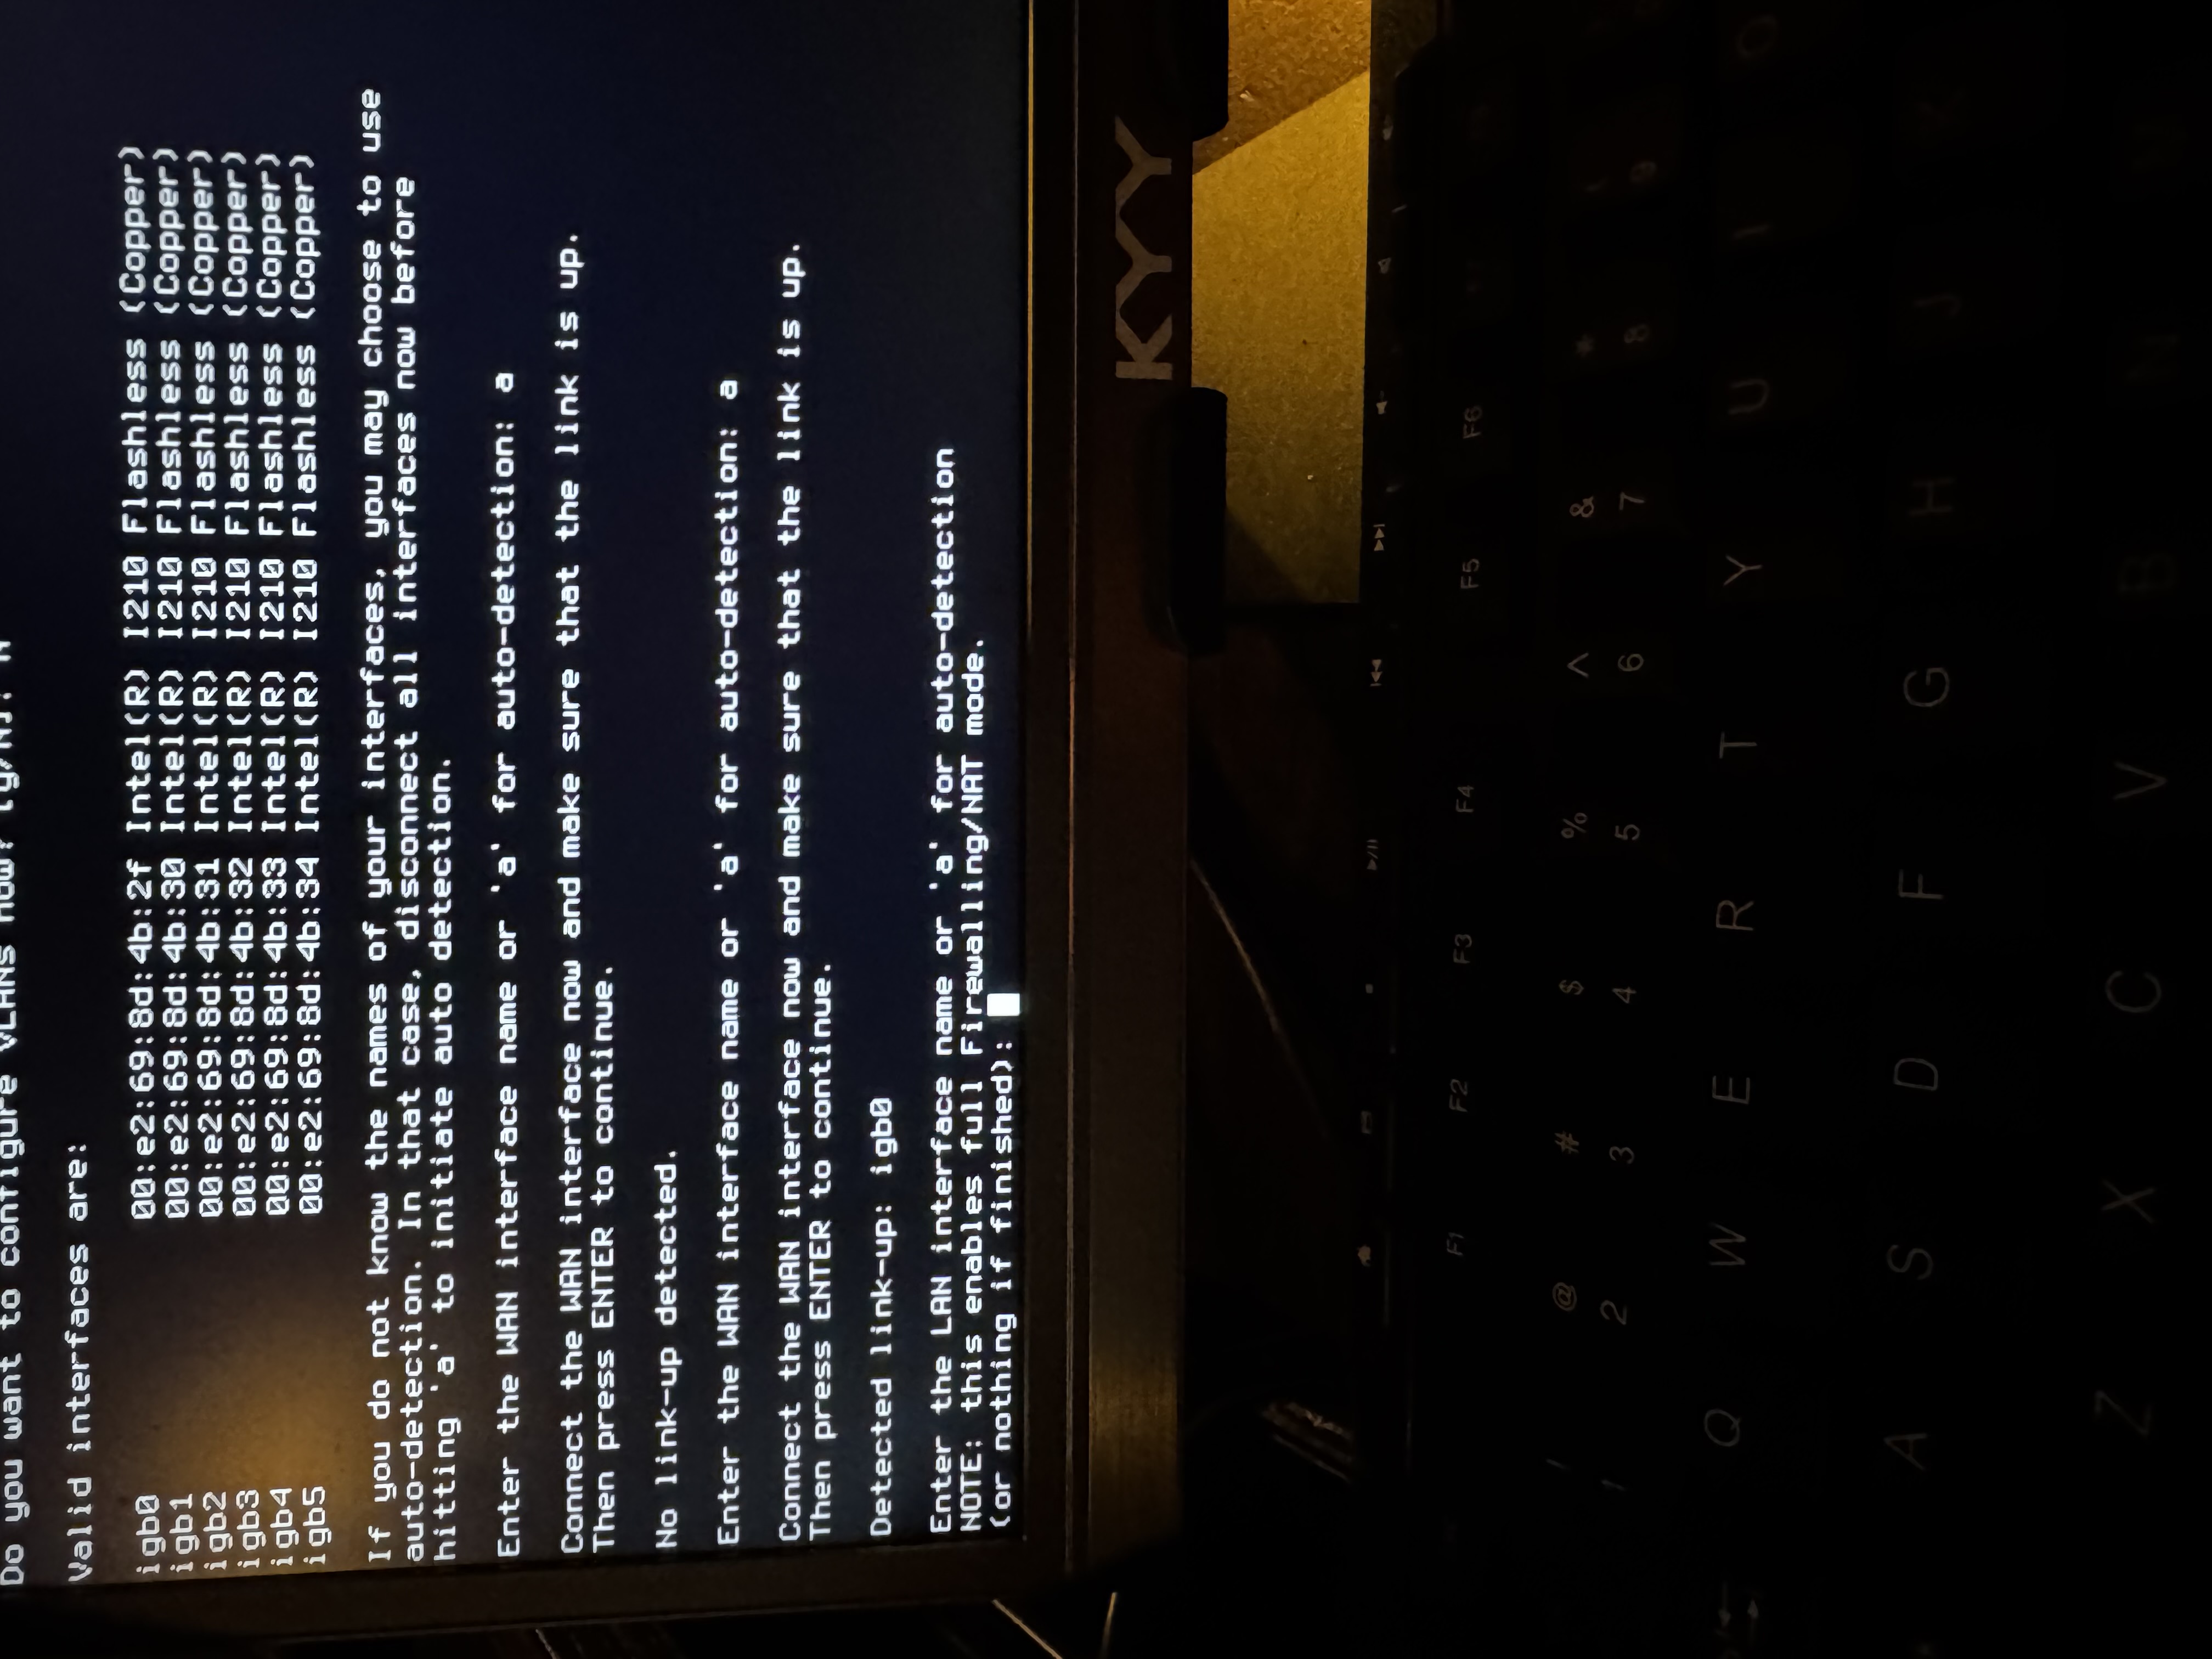 Do you want to configure VLANs now? [y/N]: N
Valid interfaces are:
igb0 00:e2:69:8d:4b:2f Intel(R) I210 Flashless (Copper)
igb1 00:e2:69:8d:4b:30 Intel(R) I210 Flashless (Copper)
igb2 00:e2:69:8d:4b:31 Intel(R) I210 Flashless (Copper)
igb3 00:e2:69:8d:4b:32 Intel(R) I210 Flashless (Copper)
igb4 00:e2:69:8d:4b:33 Intel(R) I210 Flashless (Copper)
igb5 00:e2:69:8d:4b:34 Intel(R) I210 Flashless (Copper)
If you do not know the names of your interfaces, you may choose to use
auto-detection. In that case, disconnect all interfaces now before
hitting 'a' to initiate auto detection.
Enter the WAN interface name or 'a' for auto-detection: a
Connect the WAN interface now and make sure that the link is up.
Then press ENTER to continue.
No link-up detected.
Enter the WAN interface name or 'a' for auto-detection: a
Connect the WAN interface now and make sure that the link is up.
Then press ENTER to continue.
Detected link-up: igb0
Enter the LAN interface name or 'a' for auto-detection
NOTE: this enables full Firewalling/NAT mode.
(or nothing if finished):
KYY
F1 F2 F3 F4 F5 F6
@ # $ % ^ & *
1 2 3 4 5 6 7 8 9
Q W E R T Y U I O
A S D F G H J
Z X C V B